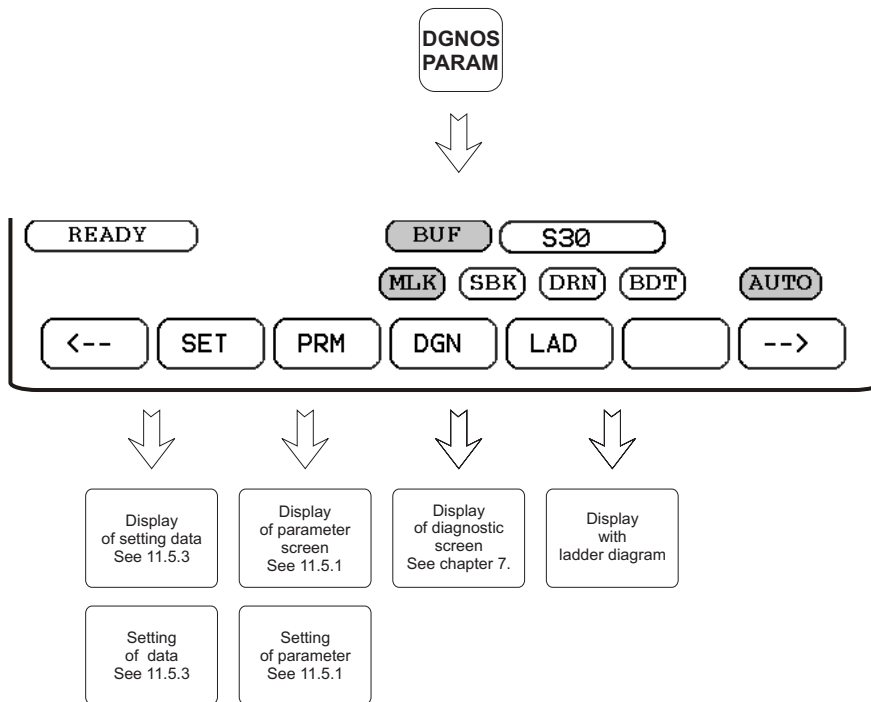 DGNOS
PARAM
READY
BUF
S30
MLK
SBK
DRN
BDT
AUTO
<--
SET
PRM
DGN
LAD
-->
Display
of setting data
See 11.5.3
Display
of parameter
screen
See 11.5.1
Display
of diagnostic
screen
See chapter 7.
Display
with
ladder diagram
Setting
of data
See 11.5.3
Setting
of parameter
See 11.5.1